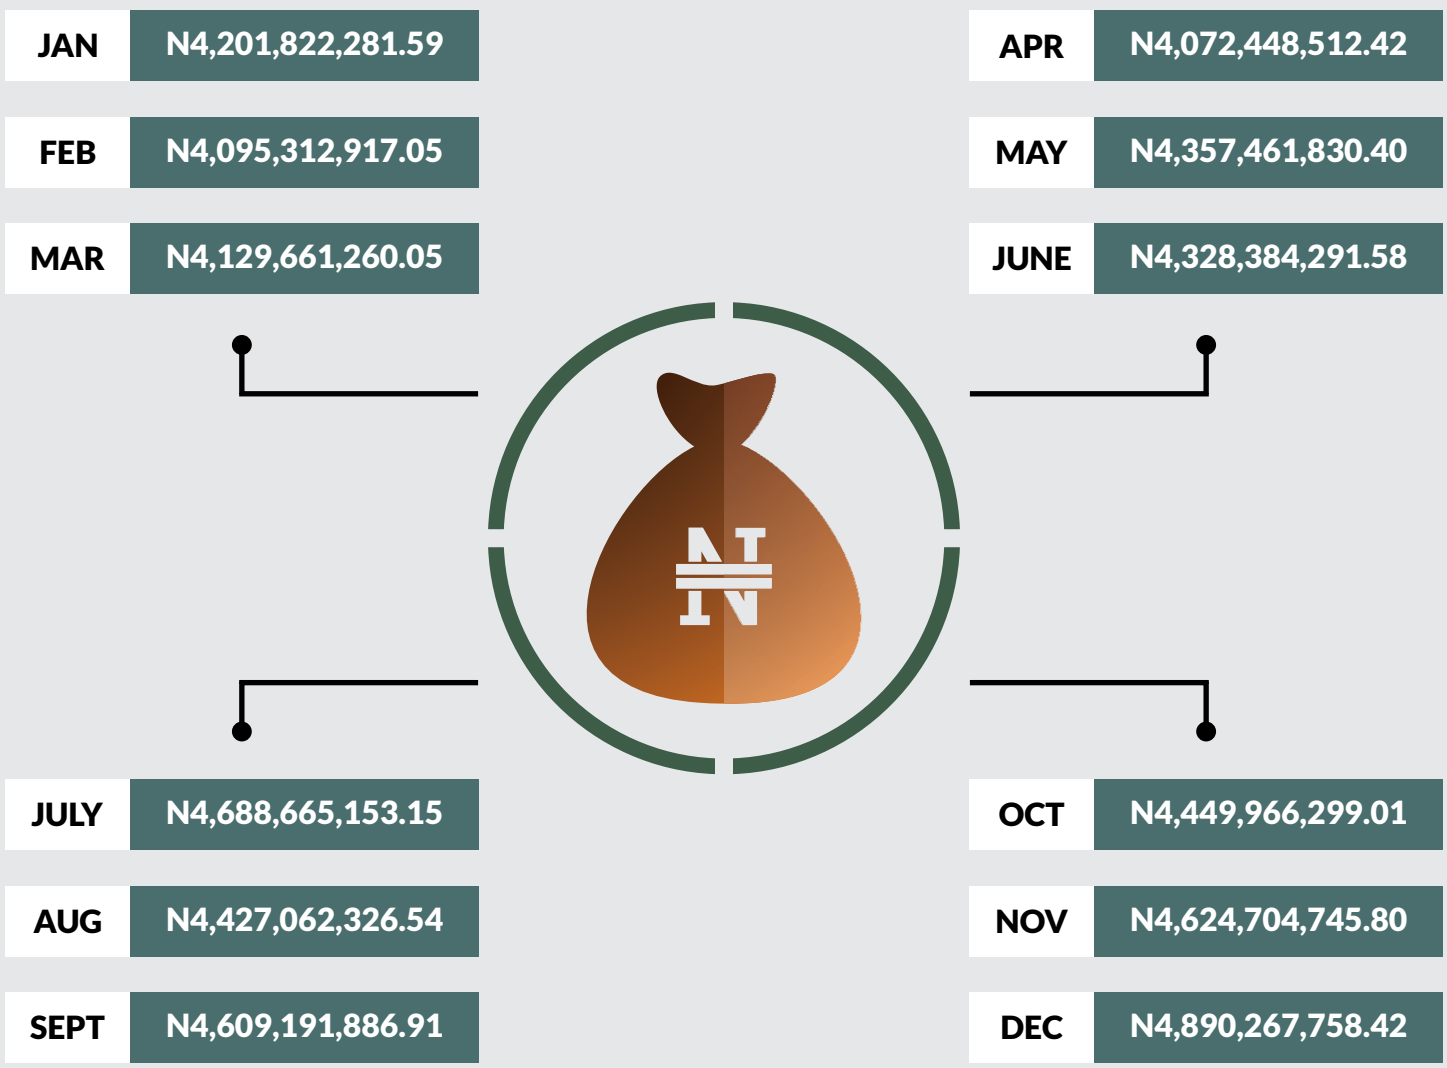 JAN N4,201,822,281.59
FEB N4,095,312,917.05
MAR N4,129,661,260.05
APR N4,072,448,512.42
MAY N4,357,461,830.40
JUNE N4,328,384,291.58
JULY N4,688,665,153.15
AUG N4,427,062,326.54
SEPT N4,609,191,886.91
OCT N4,449,966,299.01
NOV N4,624,704,745.80
DEC N4,890,267,758.42